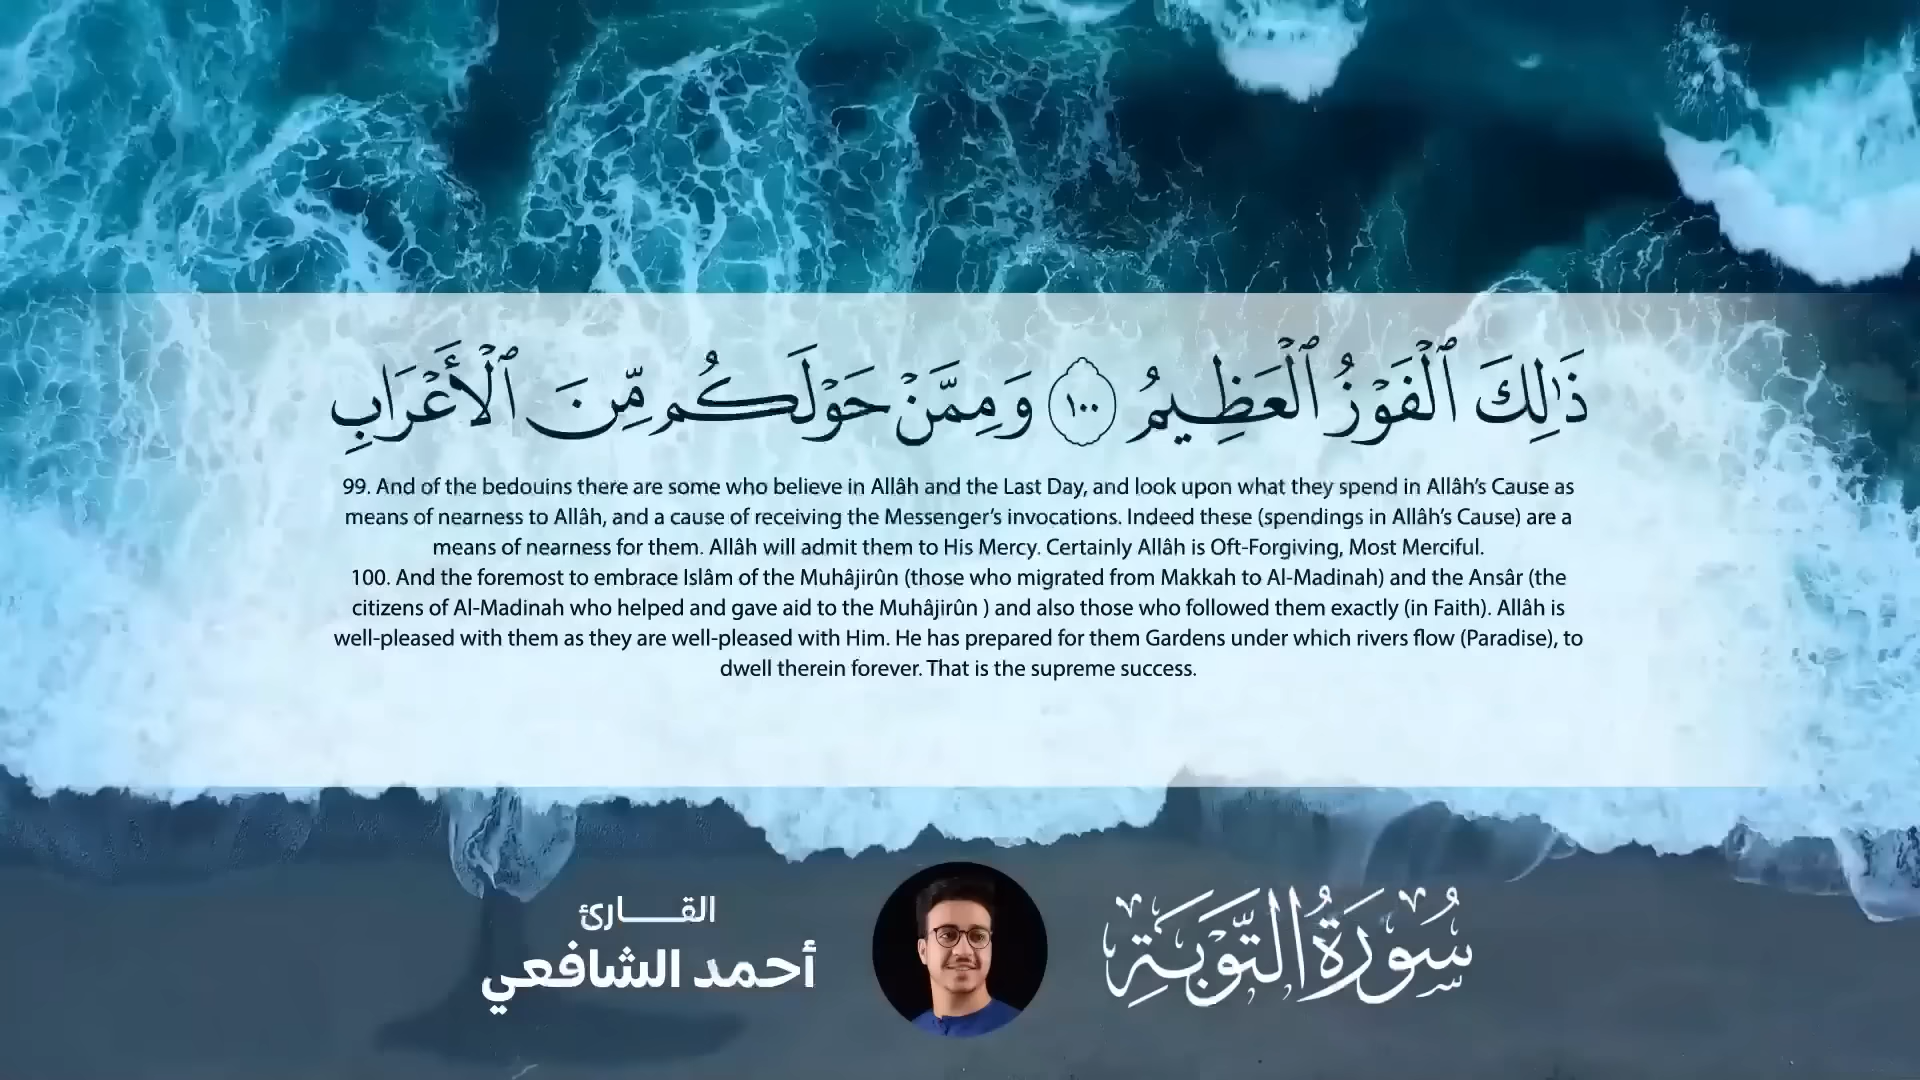 ذَٰلِكَ ٱلْفَوْزُ ٱلْعَظِيمُ ١٠٠ وَمِمَّنْ حَوْلَكُم مِّنَ ٱلْأَعْرَابِ
99. And of the bedouins there are some who believe in Allâh and the Last Day, and look upon what they spend in Allâh’s Cause as
means of nearness to Allâh, and a cause of receiving the Messenger’s invocations. Indeed these (spendings in Allâh’s Cause) are a
means of nearness for them. Allâh will admit them to His Mercy. Certainly Allâh is Oft-Forgiving, Most Merciful.
100. And the foremost to embrace Islâm of the Muhâjirûn (those who migrated from Makkah to Al-Madinah) and the Ansâr (the
citizens of Al-Madinah who helped and gave aid to the Muhâjirûn ) and also those who followed them exactly (in Faith). Allâh is
well-pleased with them as they are well-pleased with Him. He has prepared for them Gardens under which rivers flow (Paradise), to
dwell therein forever. That is the supreme success.
سُورَةُ التَّوْبَةِ
القـــارئ
أحمد الشافعي